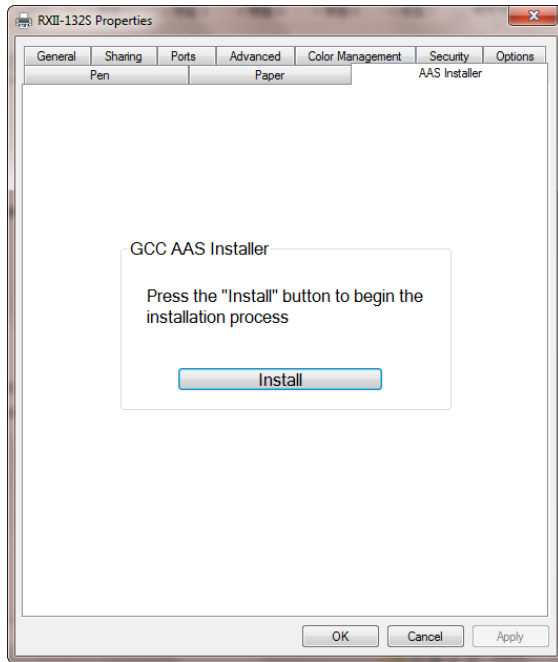 RXII-132S Properties
General Sharing Ports Advanced Color Management Security Options
Pen Paper AAS Installer
GCC AAS Installer
Press the "Install" button to begin the
installation process
Install
OK Cancel Apply